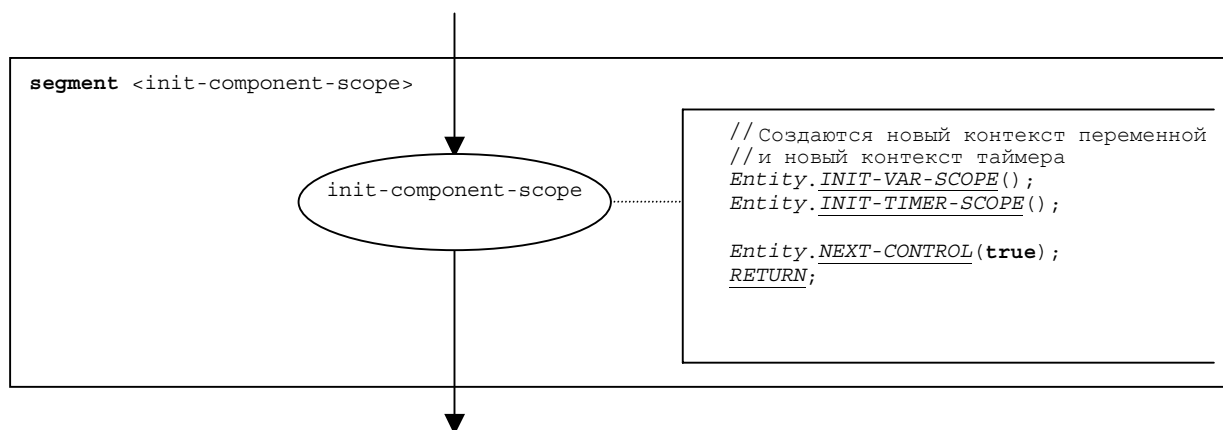 segment <init-component-scope>
init-component-scope
// Создаются новый контекст переменной
// и новый контекст таймера
Entity.INIT-VAR-SCOPE();
Entity.INIT-TIMER-SCOPE();
Entity.NEXT-CONTROL(true);
RETURN;